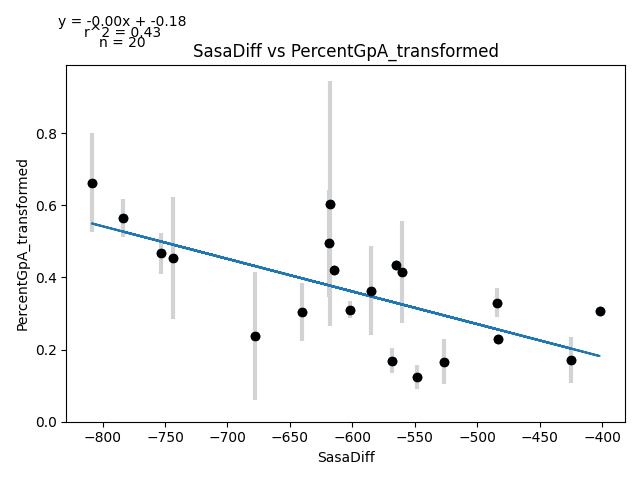 y = -0.00x + -0.18
r^2 = 0.43
n = 20
SasaDiff vs PercentGpA_transformed
PercentGpA_transformed
0.8
0.6
0.4
0.2
0.0
−800
−750
−700
−650
−600
−550
−500
−450
−400
SasaDiff